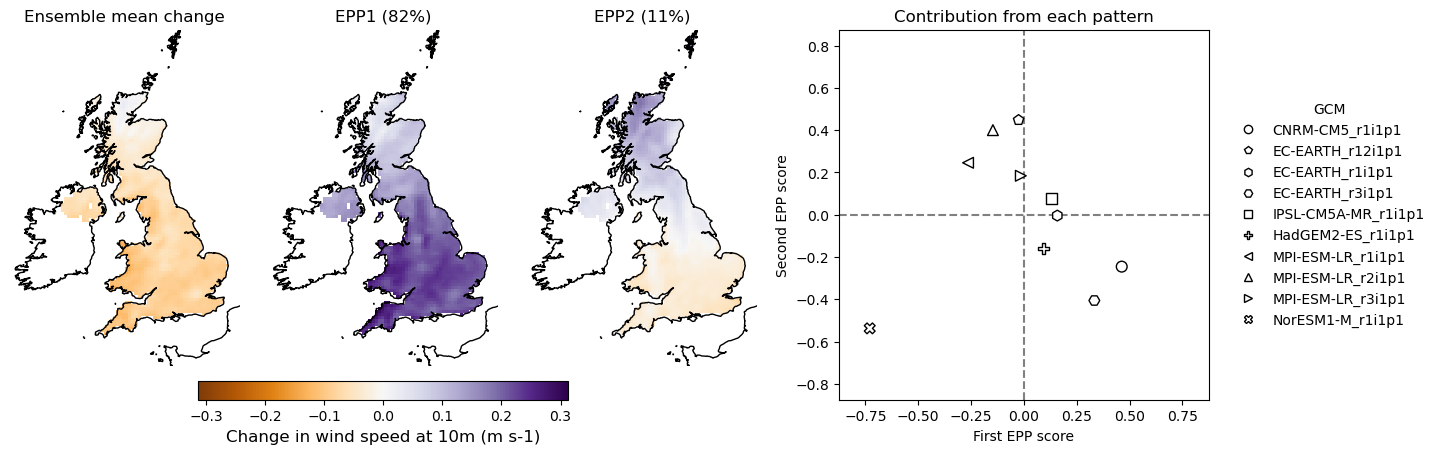 Ensemble mean change
EPP1 (82%)
EPP2 (11%)
−0.3 −0.2 −0.1 0.0 0.1 0.2 0.3
Change in wind speed at 10m (m s-1)
Contribution from each pattern
Second EPP score
0.8
0.6
0.4
0.2
0.0
−0.2
−0.4
−0.6
−0.8
−0.75 −0.50 −0.25 0.00 0.25 0.50 0.75
First EPP score
GCM
CNRM-CM5_r1i1p1
EC-EARTH_r12i1p1
EC-EARTH_r1i1p1
EC-EARTH_r3i1p1
IPSL-CM5A-MR_r1i1p1
HadGEM2-ES_r1i1p1
MPI-ESM-LR_r1i1p1
MPI-ESM-LR_r2i1p1
MPI-ESM-LR_r3i1p1
NorESM1-M_r1i1p1